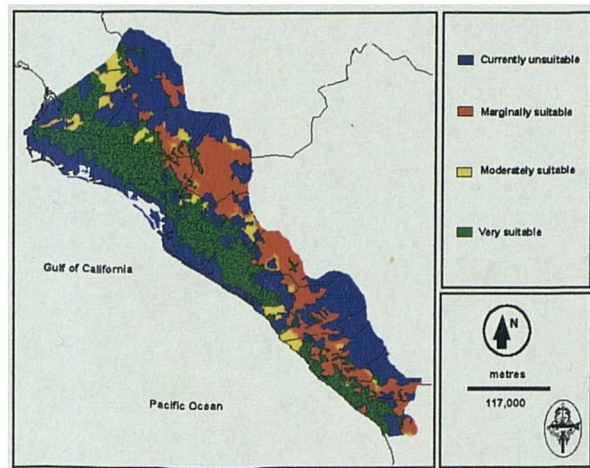 Currently unsuitable
Marginally suitable
Moderately suitable
Very suitable
Gulf of California
Pacific Ocean
N
metres
117,000